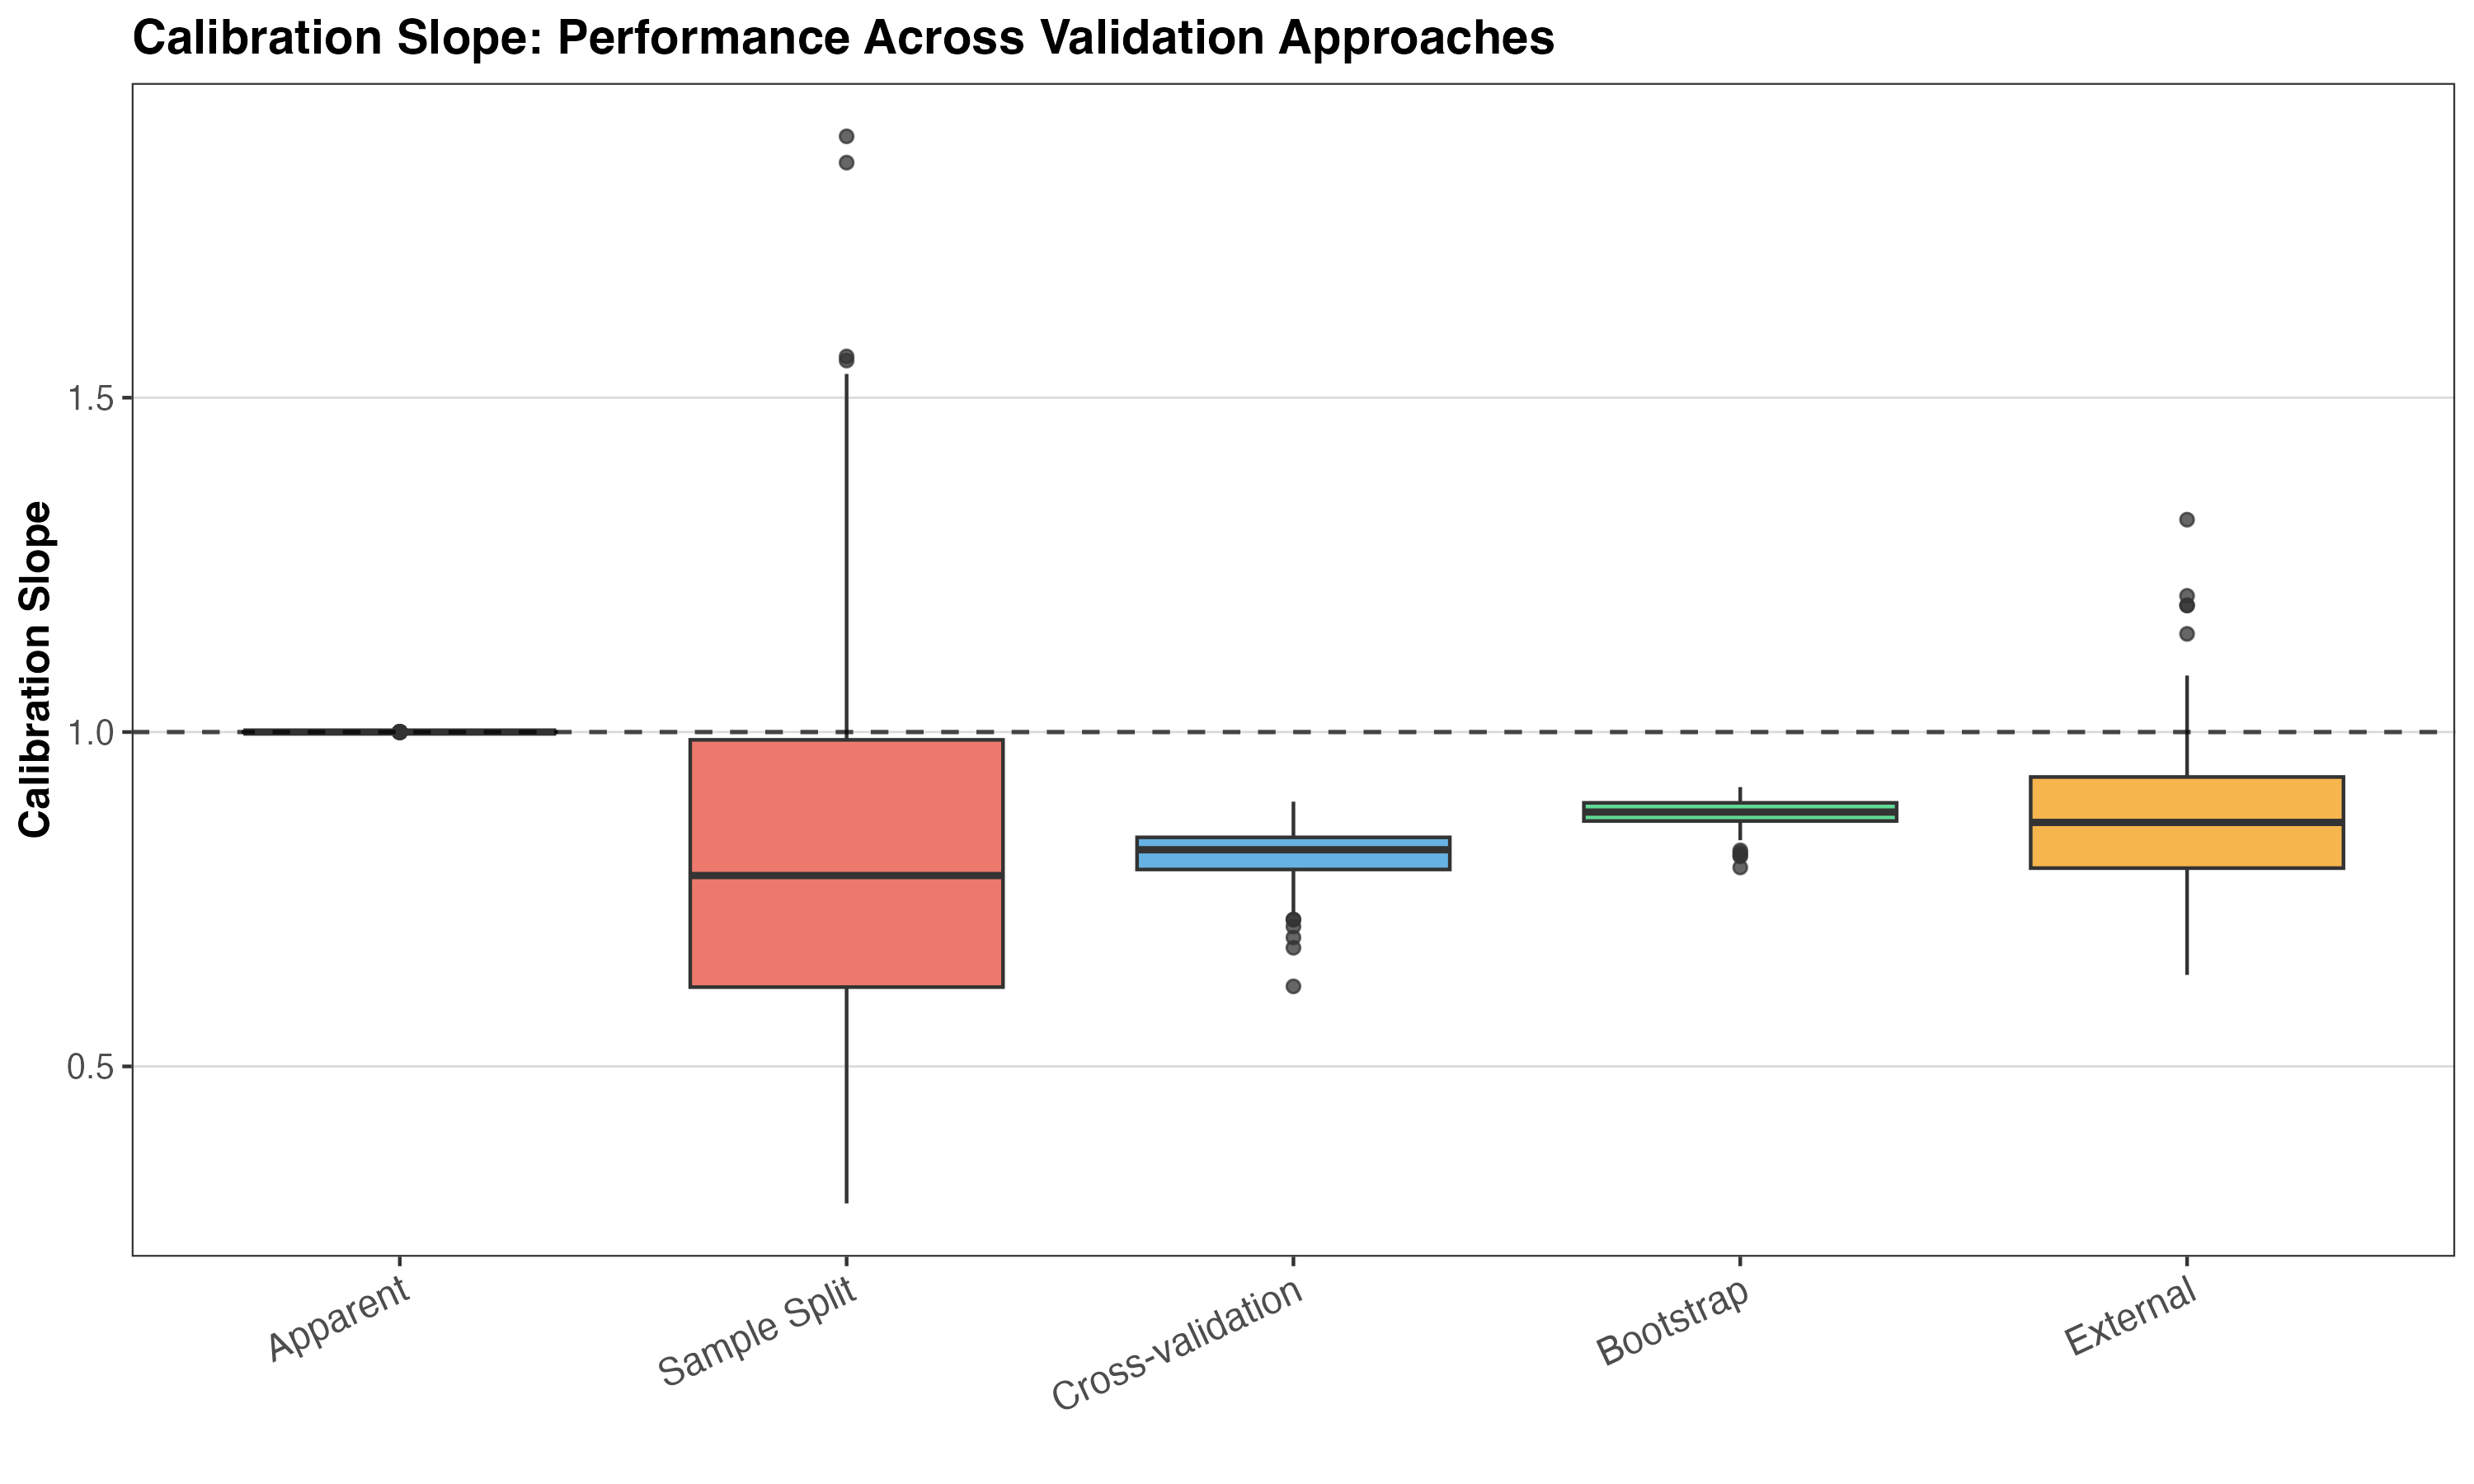 Calibration Slope: Performance Across Validation Approaches
Calibration Slope
1.5
1.0
0.5
Apparent
Sample Split
Cross-validation
Bootstrap
External